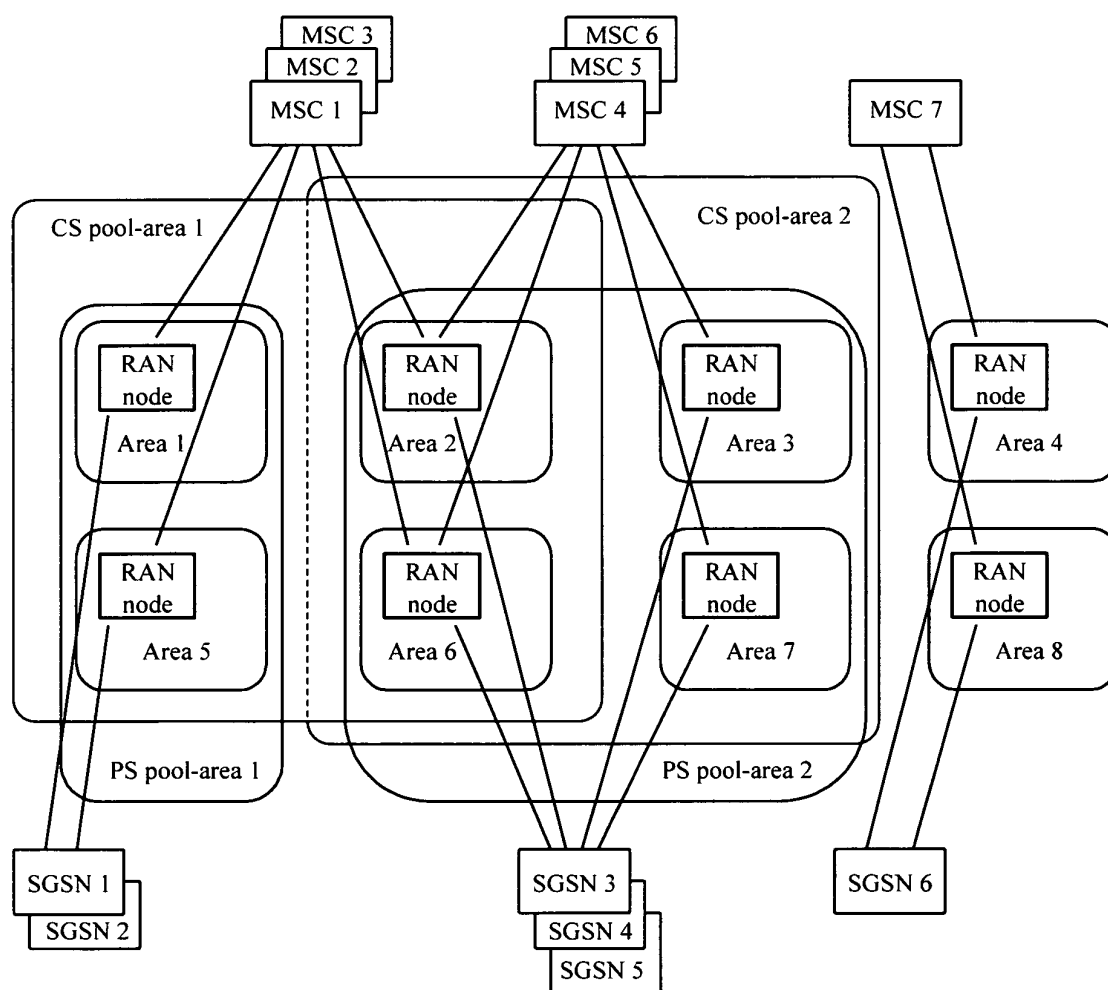 MSC 3
MSC 2
MSC 1
MSC 6
MSC 5
MSC 4
MSC 7
CS pool-area 1
CS pool-area 2
RAN
node
Area 1
RAN
node
Area 2
RAN
node
Area 3
RAN
node
Area 4
RAN
node
Area 5
RAN
node
Area 6
RAN
node
Area 7
RAN
node
Area 8
PS pool-area 1
PS pool-area 2
SGSN 1
SGSN 2
SGSN 3
SGSN 4
SGSN 5
SGSN 6